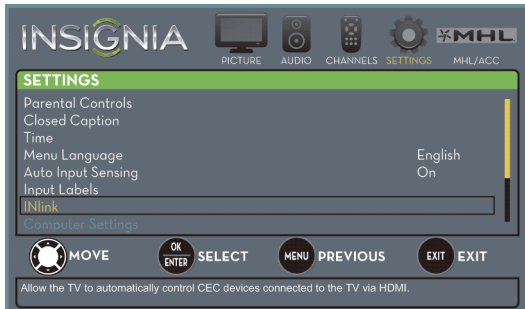 INSIGNIA
PICTURE AUDIO CHANNELS SETTINGS MHL MHL/ACC
SETTINGS
Parental Controls
Closed Caption
Time
Menu Language English
Auto Input Sensing On
Input Labels
INlink
Computer Settings
MOVE OK ENTER SELECT MENU PREVIOUS EXIT EXIT
Allow the TV to automatically control CEC devices connected to the TV via HDMI.